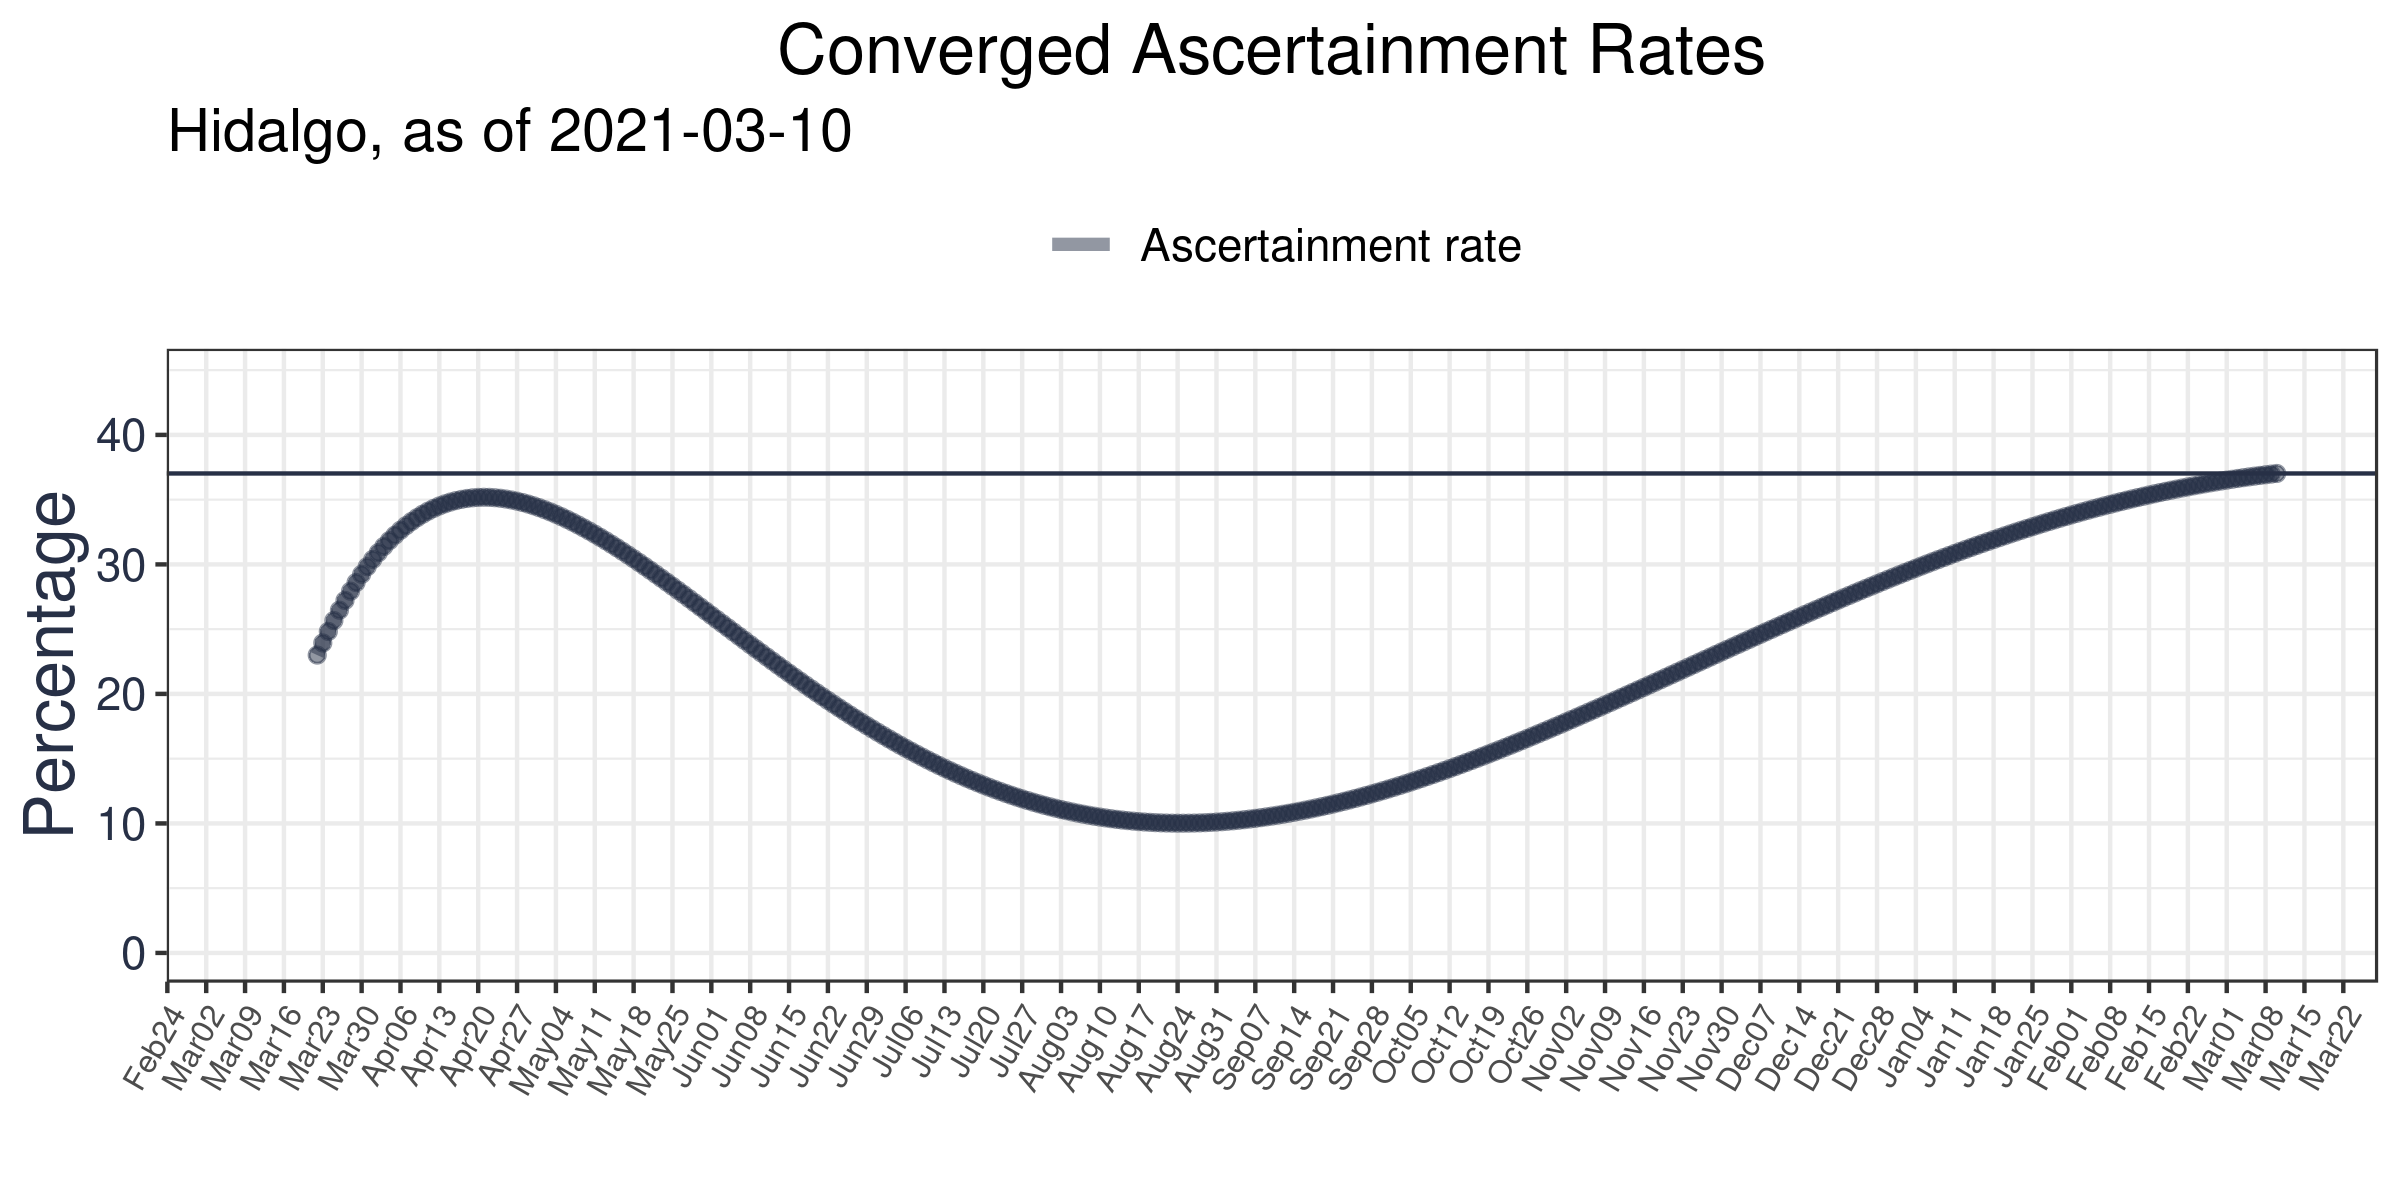 Converged Ascertainment Rates
Hidalgo, as of 2021-03-10
Ascertainment rate
Percentage
40
30
20
10
0
Feb24 Mar02 Mar09 Mar16 Mar23 Mar30 Apr06 Apr13 Apr20 Apr27 May04 May11 May18 May25 Jun01 Jun08 Jun15 Jun22 Jun29 Jul06 Jul13 Jul20 Jul27 Aug03 Aug10 Aug17 Aug24 Aug31 Sep07 Sep14 Sep21 Sep28 Oct05 Oct12 Oct19 Oct26 Nov02 Nov09 Nov16 Nov23 Nov30 Dec07 Dec14 Dec21 Dec28 Jan04 Jan11 Jan18 Jan25 Feb01 Feb08 Feb15 Feb22 Mar01 Mar08 Mar15 Mar22